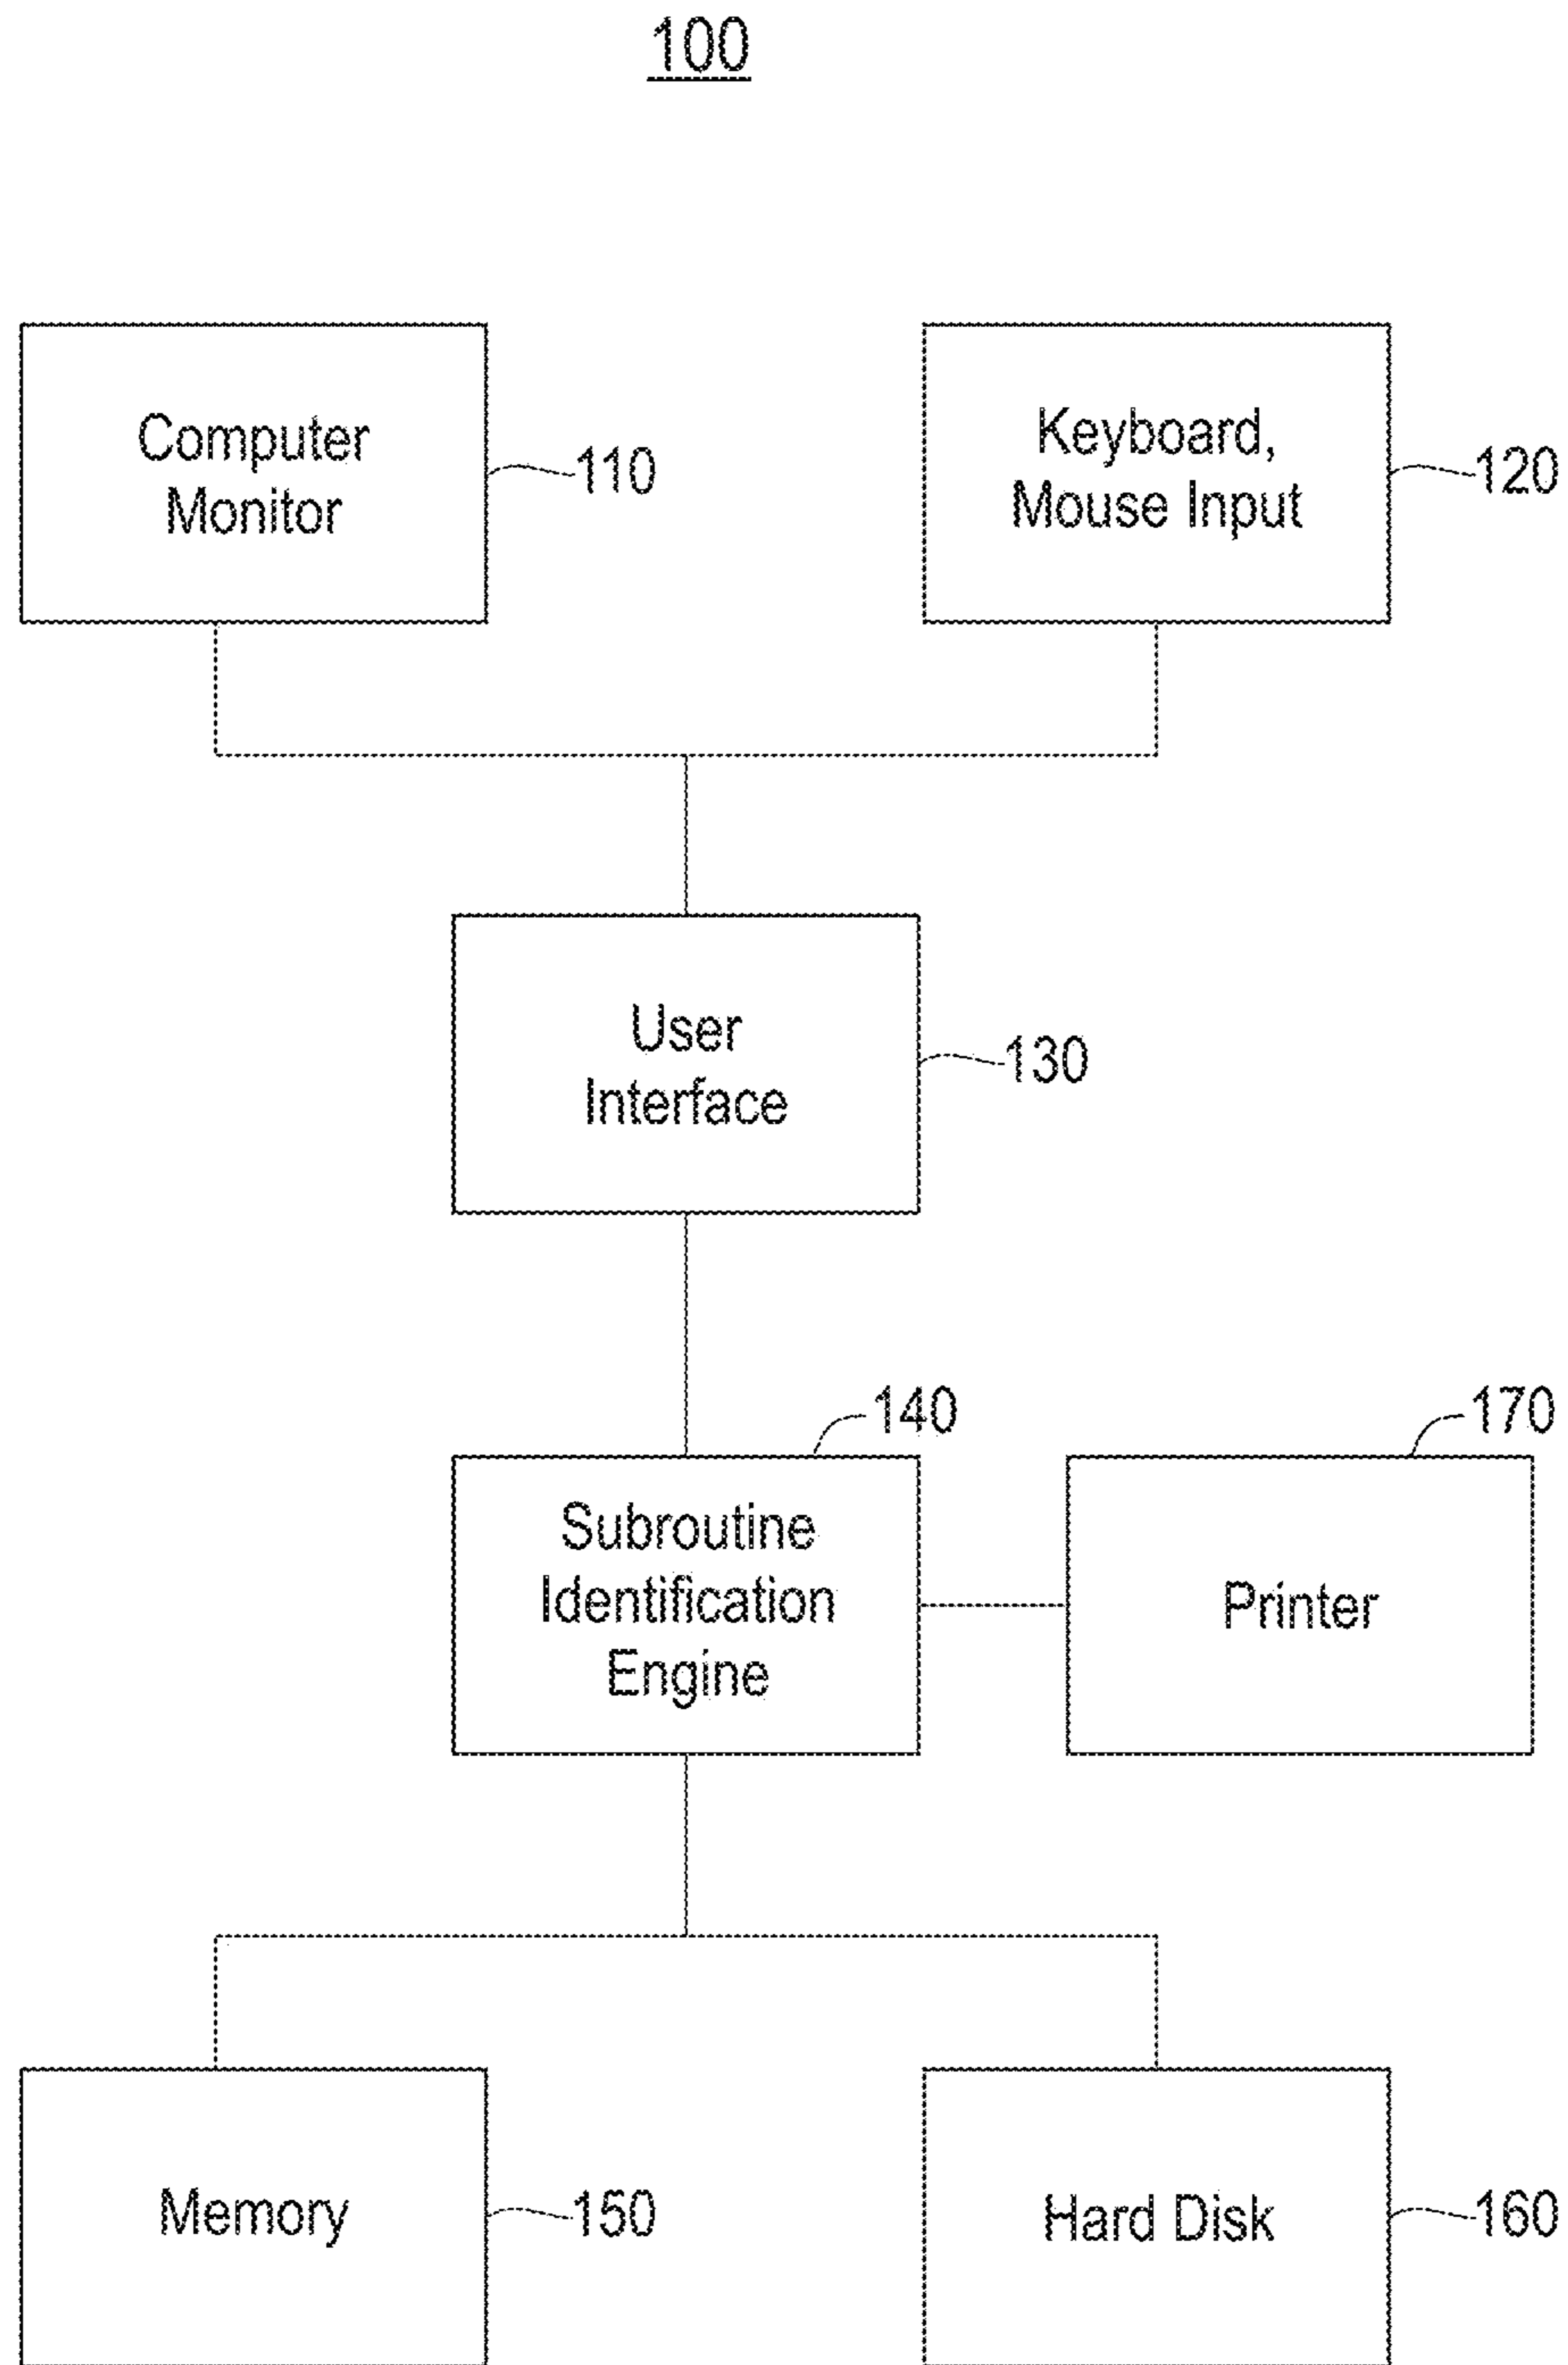 100
Computer
Monitor
110
Keyboard,
Mouse Input
120
User
Interface
130
140
Subroutine
Identification
Engine
170
Printer
Memory
150
Hard Disk
160